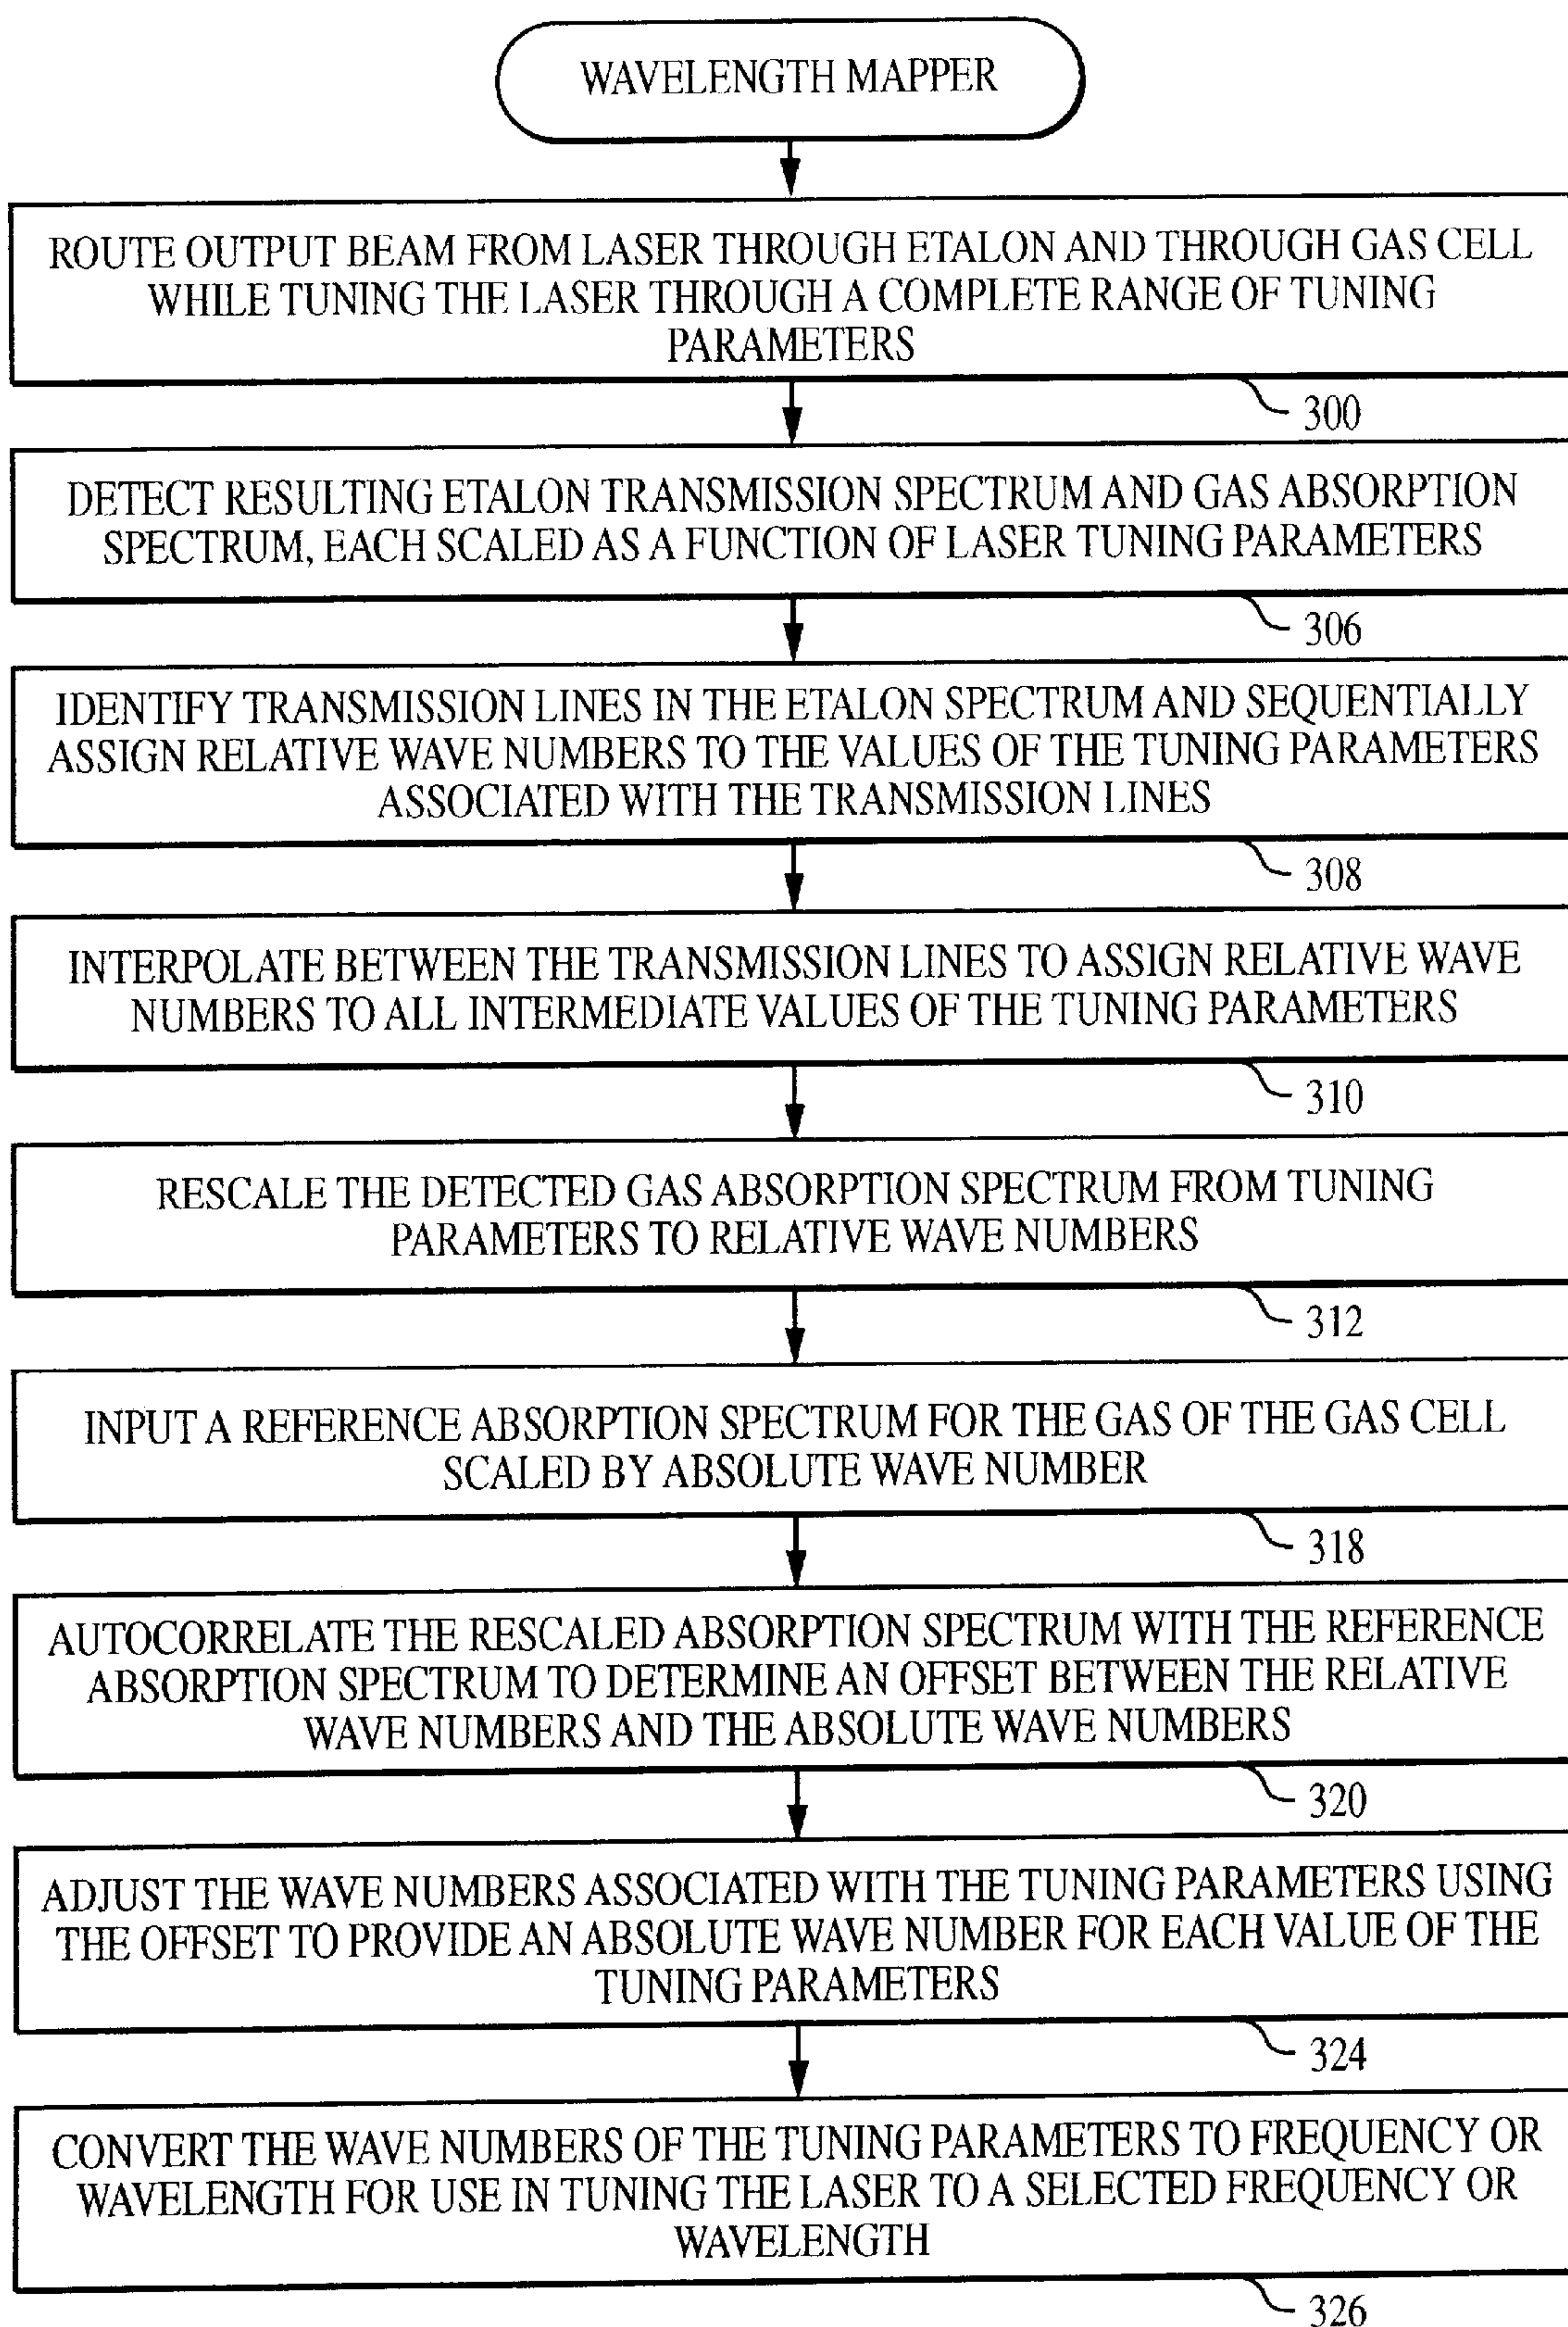 WAVELENGTH MAPPER
ROUTE OUTPUT BEAM FROM LASER THROUGH ETALON AND THROUGH GAS CELL
WHILE TUNING THE LASER THROUGH A COMPLETE RANGE OF TUNING
PARAMETERS
300
DETECT RESULTING ETALON TRANSMISSION SPECTRUM AND GAS ABSORPTION
SPECTRUM, EACH SCALED AS A FUNCTION OF LASER TUNING PARAMETERS
306
IDENTIFY TRANSMISSION LINES IN THE ETALON SPECTRUM AND SEQUENTIALLY
ASSIGN RELATIVE WAVE NUMBERS TO THE VALUES OF THE TUNING PARAMETERS
ASSOCIATED WITH THE TRANSMISSION LINES
308
INTERPOLATE BETWEEN THE TRANSMISSION LINES TO ASSIGN RELATIVE WAVE
NUMBERS TO ALL INTERMEDIATE VALUES OF THE TUNING PARAMETERS
310
RESCALE THE DETECTED GAS ABSORPTION SPECTRUM FROM TUNING
PARAMETERS TO RELATIVE WAVE NUMBERS
312
INPUT A REFERENCE ABSORPTION SPECTRUM FOR THE GAS OF THE GAS CELL
SCALED BY ABSOLUTE WAVE NUMBER
318
AUTOCORRELATE THE RESCALED ABSORPTION SPECTRUM WITH THE REFERENCE
ABSORPTION SPECTRUM TO DETERMINE AN OFFSET BETWEEN THE RELATIVE
WAVE NUMBERS AND THE ABSOLUTE WAVE NUMBERS
320
ADJUST THE WAVE NUMBERS ASSOCIATED WITH THE TUNING PARAMETERS USING
THE OFFSET TO PROVIDE AN ABSOLUTE WAVE NUMBER FOR EACH VALUE OF THE
TUNING PARAMETERS
324
CONVERT THE WAVE NUMBERS OF THE TUNING PARAMETERS TO FREQUENCY OR
WAVELENGTH FOR USE IN TUNING THE LASER TO A SELECTED FREQUENCY OR
WAVELENGTH
326